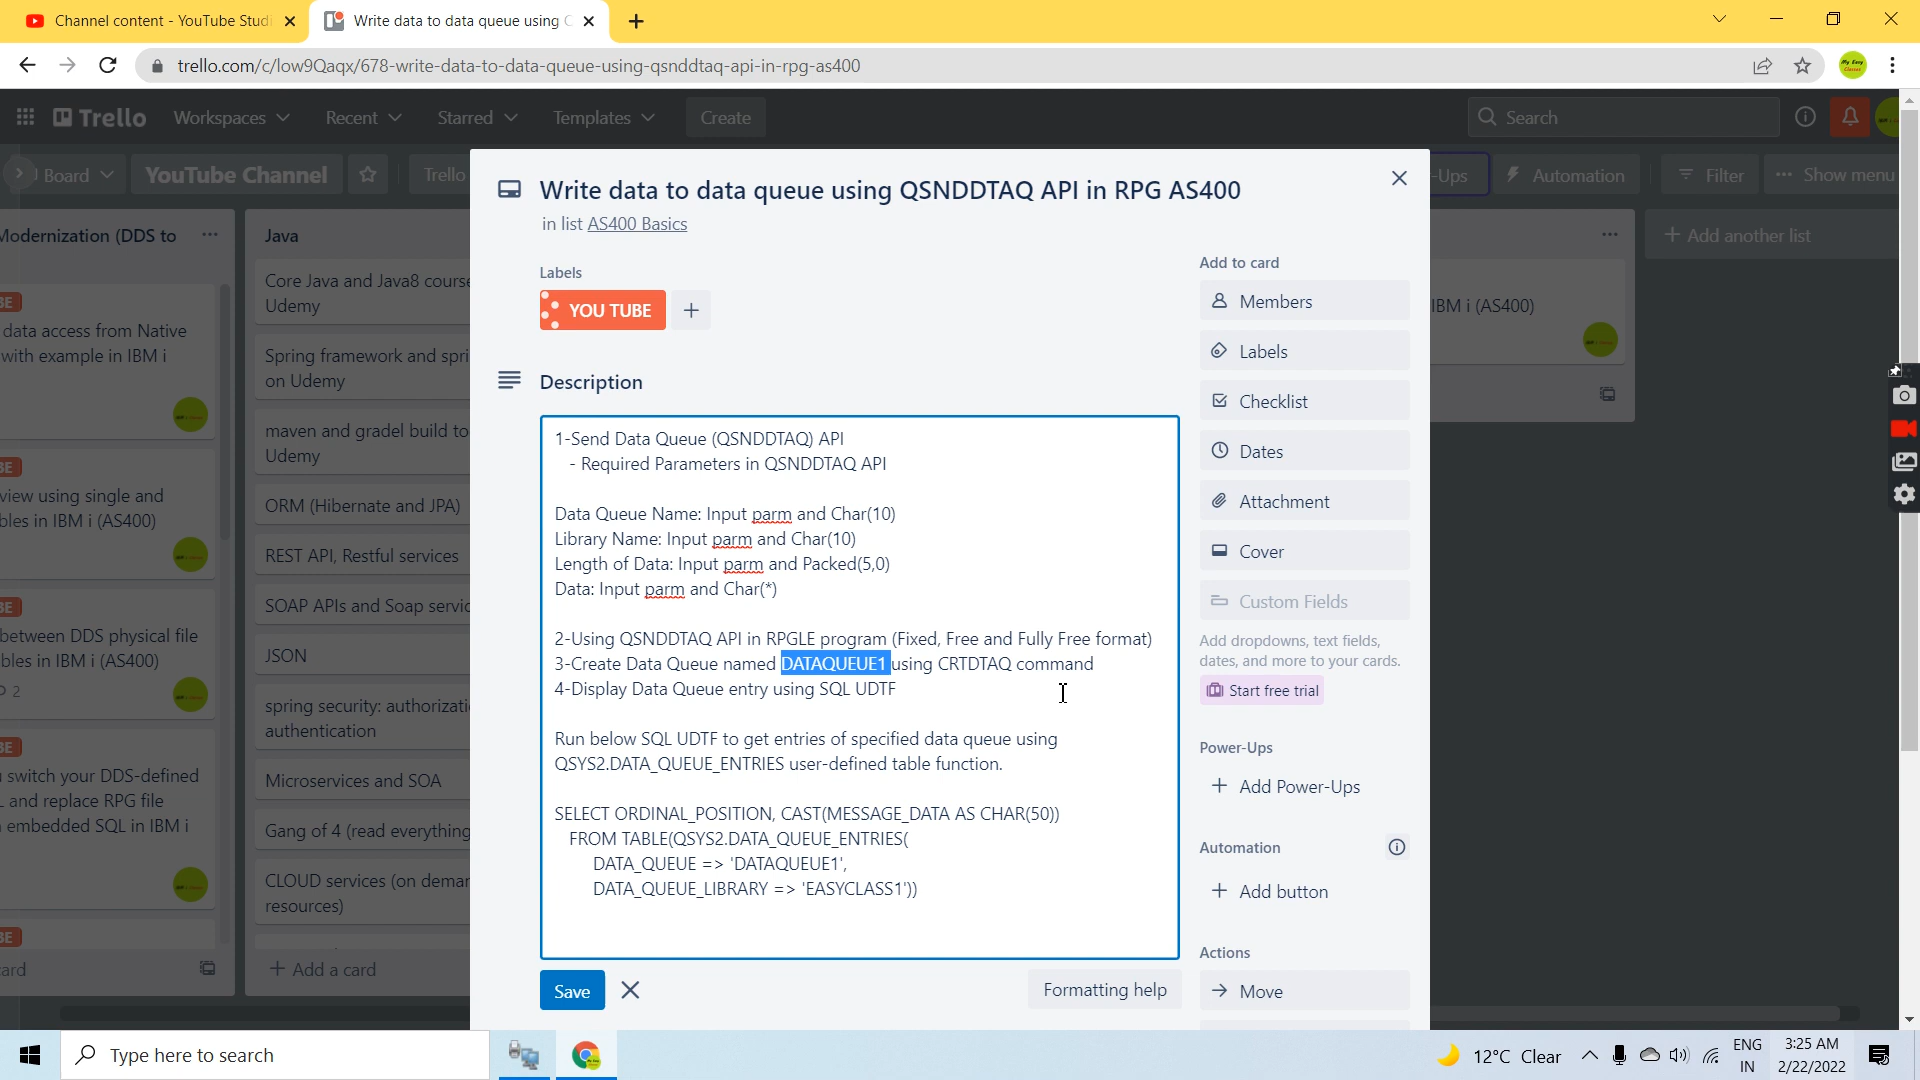 Channel content - YouTube Studi
Write data to data queue using
trello.com/c/low9Qaqx/678-write-data-to-data-queue-using-qsnddtaq-api-in-rpg-as400
Trello Workspaces Recent Starred Templates Create Search
Board YouTube Channel Trello -Ups Automation Filter Show menu
Modernization (DDS to
data access from Native
with example in IBM i
view using single and
bles in IBM i (AS400)
between DDS physical file
bles in IBM i (AS400)
2
switch your DDS-defined
L and replace RPG file
embedded SQL in IBM i
ard
Java
Core Java and Java8 course
Udemy
Spring framework and spri
on Udemy
maven and gradel build to
Udemy
ORM (Hibernate and JPA)
REST API, Restful services
SOAP APIs and Soap servic
JSON
spring security: authorizati
authentication
Microservices and SOA
Gang of 4 (read everything
CLOUD services (on deman
resources)
+ Add a card
Write data to data queue using QSNDDTAQ API in RPG AS400
in list AS400 Basics
Labels
YOU TUBE
Description
1-Send Data Queue (QSNDDTAQ) API
- Required Parameters in QSNDDTAQ API
Data Queue Name: Input parm and Char(10)
Library Name: Input parm and Char(10)
Length of Data: Input parm and Packed(5,0)
Data: Input parm and Char(*)
2-Using QSNDDTAQ API in RPGLE program (Fixed, Free and Fully Free format)
3-Create Data Queue named DATAQUEUE1 using CRTDTAQ command
4-Display Data Queue entry using SQL UDTF
Run below SQL UDTF to get entries of specified data queue using
QSYS2.DATA_QUEUE_ENTRIES user-defined table function.
SELECT ORDINAL_POSITION, CAST(MESSAGE_DATA AS CHAR(50))
FROM TABLE(QSYS2.DATA_QUEUE_ENTRIES(
DATA_QUEUE => 'DATAQUEUE1',
DATA_QUEUE_LIBRARY => 'EASYCLASS1'))
Save
Formatting help
Add to card
Members
Labels
Checklist
Dates
Attachment
Cover
Custom Fields
Add dropdowns, text fields,
dates, and more to your cards.
Start free trial
Power-Ups
+ Add Power-Ups
Automation
+ Add button
Actions
Move
IBM i (AS400)
+ Add another list
Type here to search
12°C Clear
ENG
IN
3:25 AM
2/22/2022